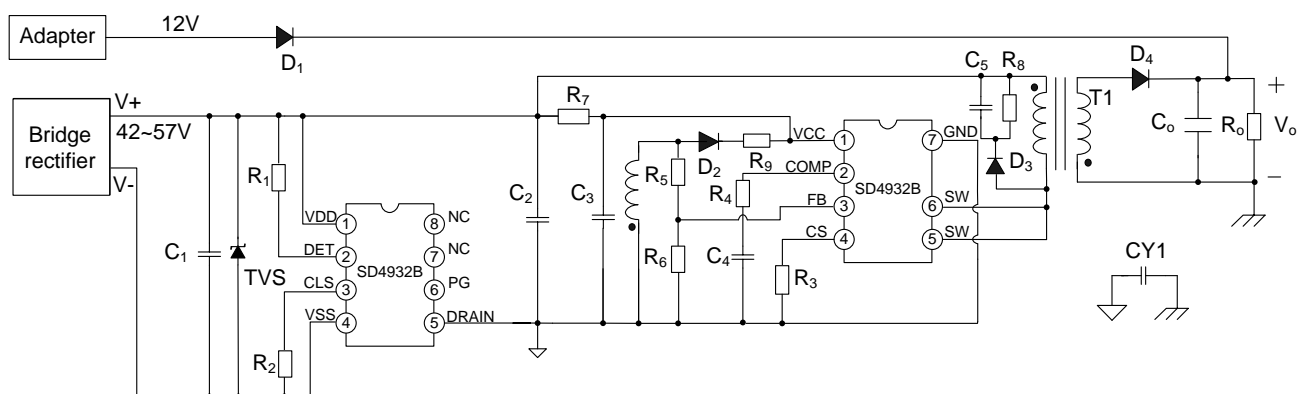 Adapter
12V
D1
Bridge
rectifier
V+
42~57V
V-
C1
TVS
R1
R2
VDD
DET
CLS
VSS
1
2
3
4
SD4932B
8
7
6
5
NC
NC
PG
DRAIN
C2
R7
C3
D2
R9
R5
R6
R4
C4
R3
VCC
COMP
FB
CS
1
2
3
4
SD4932B
7
6
5
GND
SW
SW
C5
R8
D3
T1
D4
Co
Ro
+
Vo
−
CY1